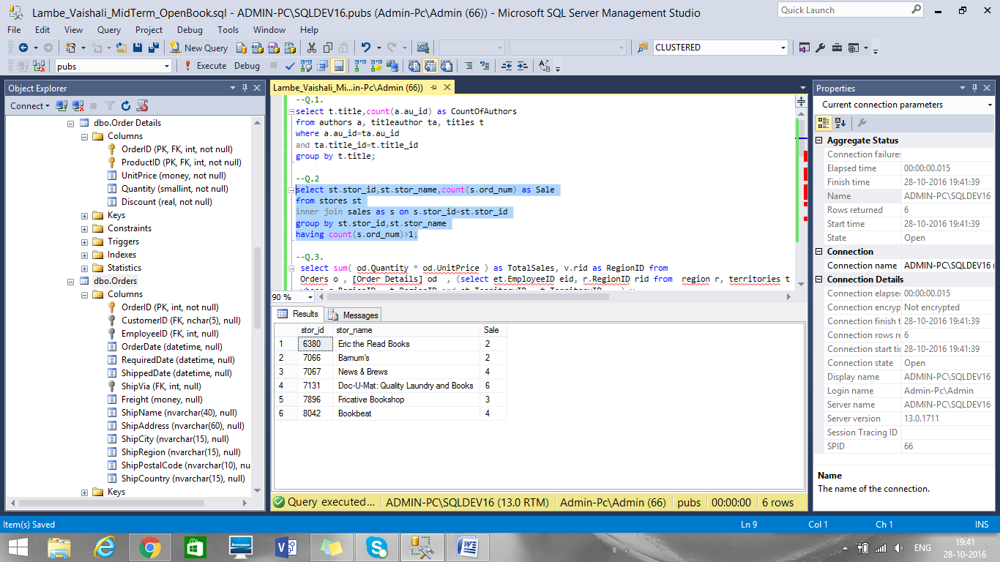 Lambe_Vaishali_MidTerm_OpenBook.sql - ADMIN-PC\SQLDEV16.pubs (Admin-Pc\Admin (66)) - Microsoft SQL Server Management Studio
Quick Launch
File Edit View Query Project Debug Tools Window Help
New Query
CLUSTERED
pubs
Execute Debug
Object Explorer
Connect
dbo.Order Details
Columns
OrderID (PK, FK, int, not null)
ProductID (PK, FK, int, not null)
UnitPrice (money, not null)
Quantity (smallint, not null)
Discount (real, not null)
Keys
Constraints
Triggers
Indexes
Statistics
dbo.Orders
Columns
OrderID (PK, int, not null)
CustomerID (FK, nchar(5), null)
EmployeeID (FK, int, null)
OrderDate (datetime, null)
RequiredDate (datetime, null)
ShippedDate (datetime, null)
ShipVia (FK, int, null)
Freight (money, null)
ShipName (nvarchar(40), null)
ShipAddress (nvarchar(60), null)
ShipCity (nvarchar(15), null)
ShipRegion (nvarchar(15), null)
ShipPostalCode (nvarchar(10), nu
ShipCountry (nvarchar(15), null)
Keys
Lambe_Vaishali_Mi...in-Pc\Admin (66))
--Q.1.
select t.title,count(a.au_id) as CountOfAuthors
from authors a, titleauthor ta, titles t
where a.au_id=ta.au_id
and ta.title_id=t.title_id
group by t.title;
--Q.2
select st.stor_id,st.stor_name,count(s.ord_num) as Sale
from stores st
inner join sales as s on s.stor_id=st.stor_id
group by st.stor_id,st.stor_name
having count(s.ord_num)>1;
--Q.3.
select sum( od.Quantity * od.UnitPrice ) as TotalSales, v.rid as RegionID from
Orders o , [Order Details] od , (select et.EmployeeID eid, r.RegionID rid from region r, territories t
90 %
Results Messages
stor_id stor_name Sale
1 6380 Eric the Read Books 2
2 7066 Barnum's 2
3 7067 News & Brews 4
4 7131 Doc-U-Mat: Quality Laundry and Books 6
5 7896 Fricative Bookshop 3
6 8042 Bookbeat 4
Query executed... ADMIN-PC\SQLDEV16 (13.0 RTM) Admin-Pc\Admin (66) pubs 00:00:00 6 rows
Properties
Current connection parameters
Aggregate Status
Connection failures
Elapsed time 00:00:00.015
Finish time 28-10-2016 19:41:39
Name ADMIN-PC\SQLDEV16
Rows returned 6
Start time 28-10-2016 19:41:39
State Open
Connection
Connection name ADMIN-PC\SQLDEV16 (
Connection Details
Connection elapse 00:00:00.015
Connection encryp Not encrypted
Connection finish t 28-10-2016 19:41:39
Connection rows re 6
Connection start ti 28-10-2016 19:41:39
Connection state Open
Display name ADMIN-PC\SQLDEV16
Login name Admin-Pc\Admin
Server name ADMIN-PC\SQLDEV16
Server version 13.0.1711
Session Tracing ID
SPID 66
Name
The name of the connection.
Item(s) Saved Ln 9 Col 1 Ch 1 INS
lenovo
ENG
19:41
28-10-2016